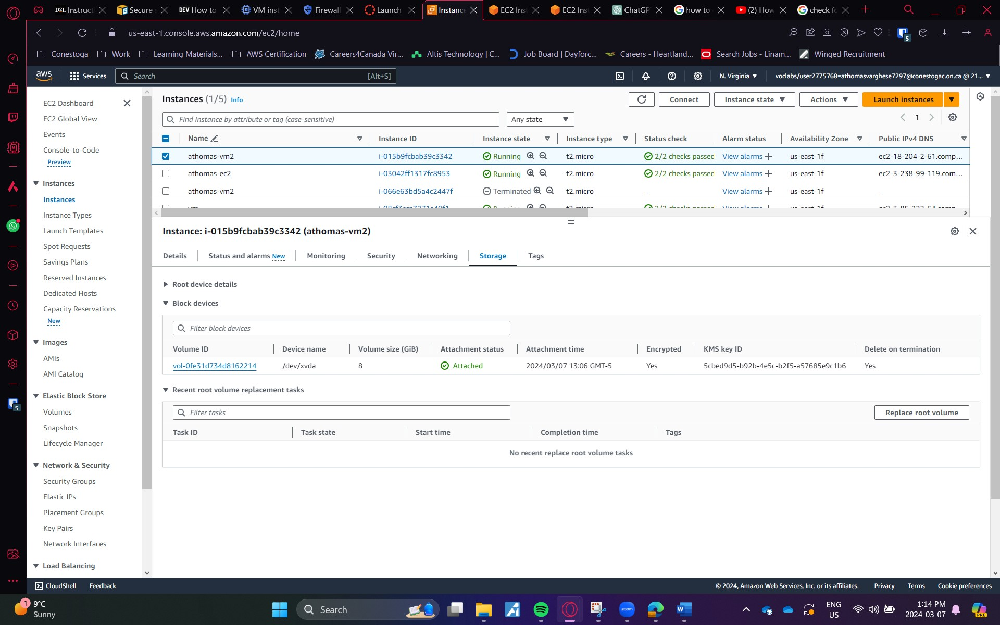 D2L Instruct
Secure
DEV How to
VM inst
Firewall
Launch
Instance
EC2 Inst
EC2 Inst
ChatGP
how to
(2) How
check fo
us-east-1.console.aws.amazon.com/ec2/home
5
Conestoga
Work
Learning Materials...
AWS Certification
Careers4Canada Vir...
Altis Technology | C...
Job Board | Dayforc...
Careers - Heartland...
Search Jobs - Linam...
Winged Recruitment
aws
Services
Search
[Alt+S]
N. Virginia
voclabs/user2775768=athomasvarghese7297@conestogac.on.ca @ 21...
EC2 Dashboard
EC2 Global View
Events
Console-to-Code
Preview
Instances
Instances
Instance Types
Launch Templates
Spot Requests
Savings Plans
Reserved Instances
Dedicated Hosts
Capacity Reservations
New
Images
AMIs
AMI Catalog
Elastic Block Store
Volumes
Snapshots
Lifecycle Manager
Network & Security
Security Groups
Elastic IPs
Placement Groups
Key Pairs
Network Interfaces
Load Balancing
Instances (1/5) Info
Connect
Instance state
Actions
Launch instances
Find Instance by attribute or tag (case-sensitive)
Any state
1
Name Instance ID Instance state Instance type Status check Alarm status Availability Zone Public IPv4 DNS
athomas-vm2 i-015b9fcbab39c3342 Running t2.micro 2/2 checks passed View alarms us-east-1f ec2-18-204-2-61.comp...
athomas-ec2 i-03042ff1317fc8953 Running t2.micro 2/2 checks passed View alarms us-east-1f ec2-3-238-99-119.com...
athomas-vm2 i-066e63bd5a4c2447f Terminated t2.micro – View alarms us-east-1f –
Instance: i-015b9fcbab39c3342 (athomas-vm2)
Details
Status and alarms New
Monitoring
Security
Networking
Storage
Tags
Root device details
Block devices
Filter block devices
Volume ID Device name Volume size (GiB) Attachment status Attachment time Encrypted KMS key ID Delete on termination
vol-0fe31d734d8162214 /dev/xvda 8 Attached 2024/03/07 13:06 GMT-5 Yes 5cbed9d5-b92b-4e5c-b2f5-a57685e9c1b6 Yes
Recent root volume replacement tasks
Filter tasks
Replace root volume
Task ID Task state Start time Completion time Tags
No recent replace root volume tasks
5
CloudShell
Feedback
© 2024, Amazon Web Services, Inc. or its affiliates.
Privacy
Terms
Cookie preferences
1
9°C
Sunny
Search
zoom
W
ENG
US
1:14 PM
2024-03-07
PRE